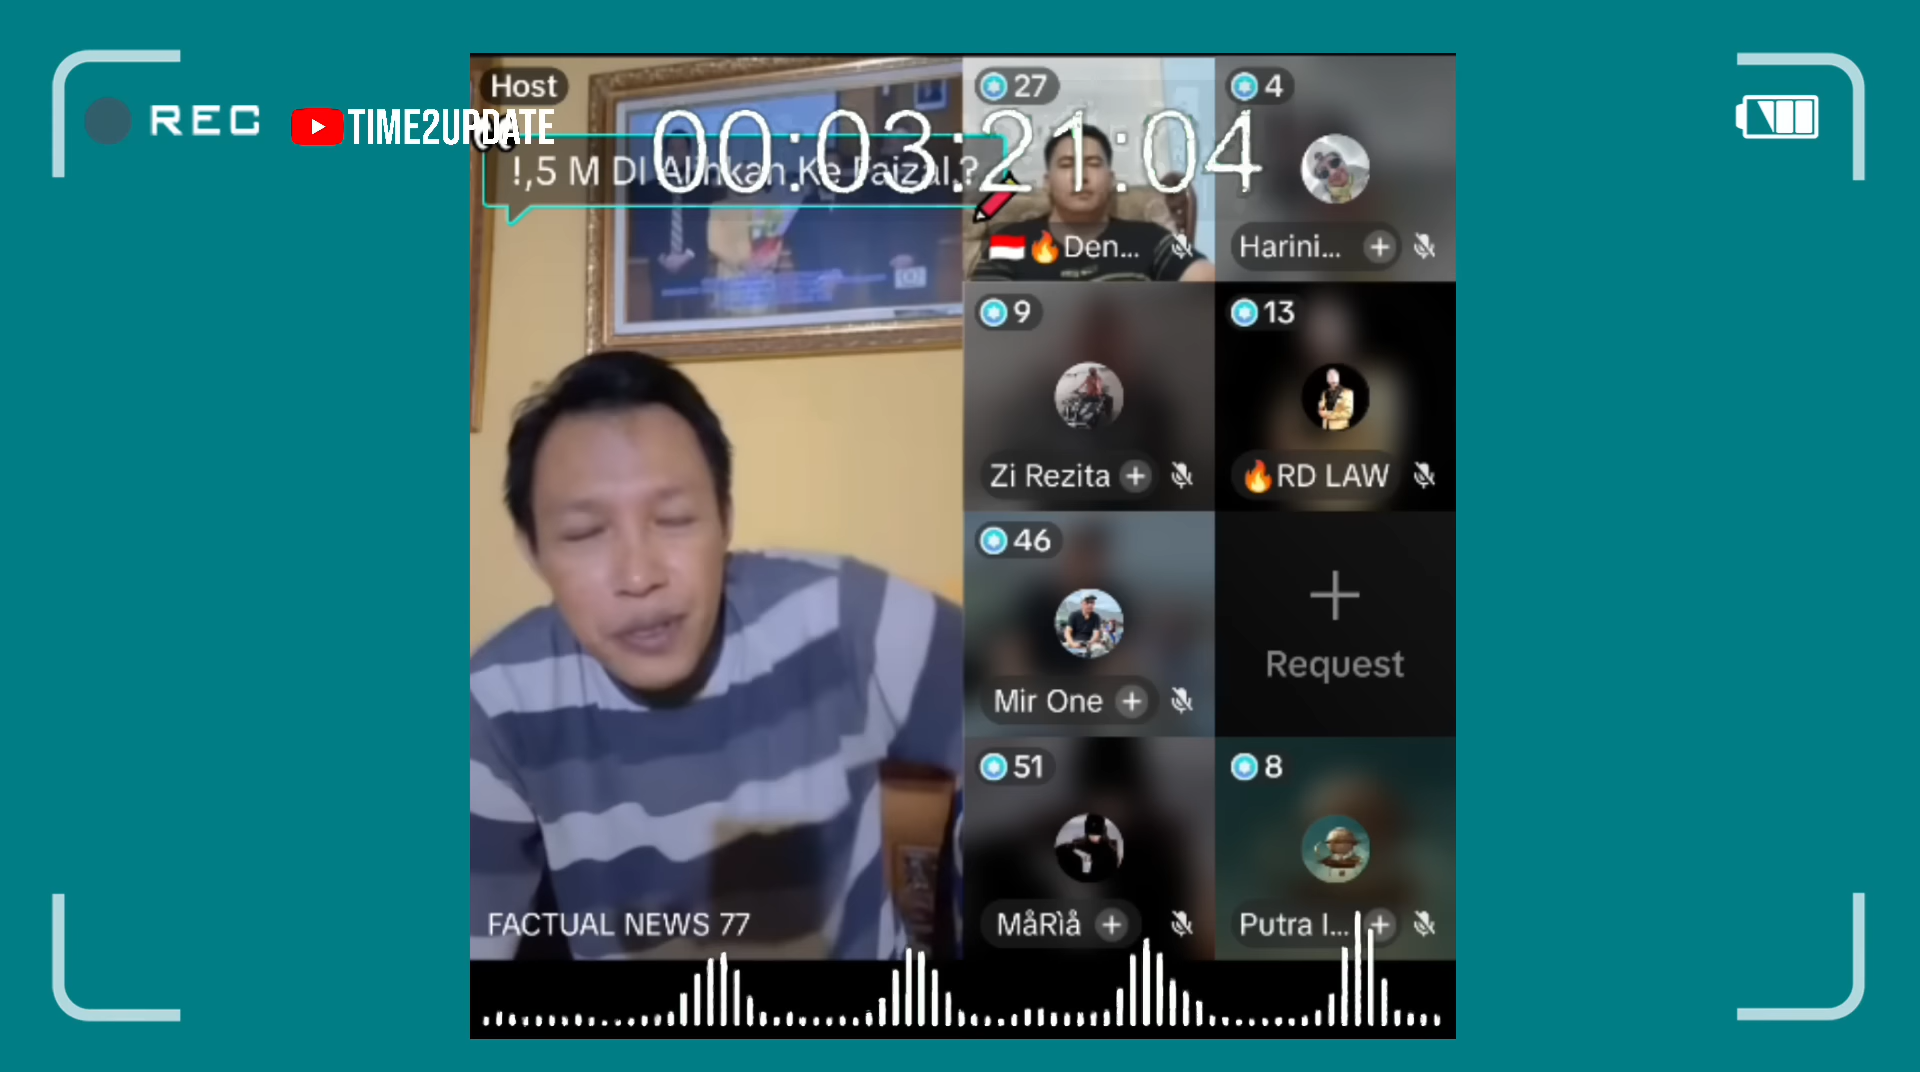 REC
TIME2UPDATE
00:03:21:04
Host
!,5 M DI Alihkan Ke Faizal.?
27
4
Den...
Harini...
9
13
Zi Rezita
RD LAW
46
Mir One
Request
51
8
MåRìå
Putra I...
FACTUAL NEWS 77